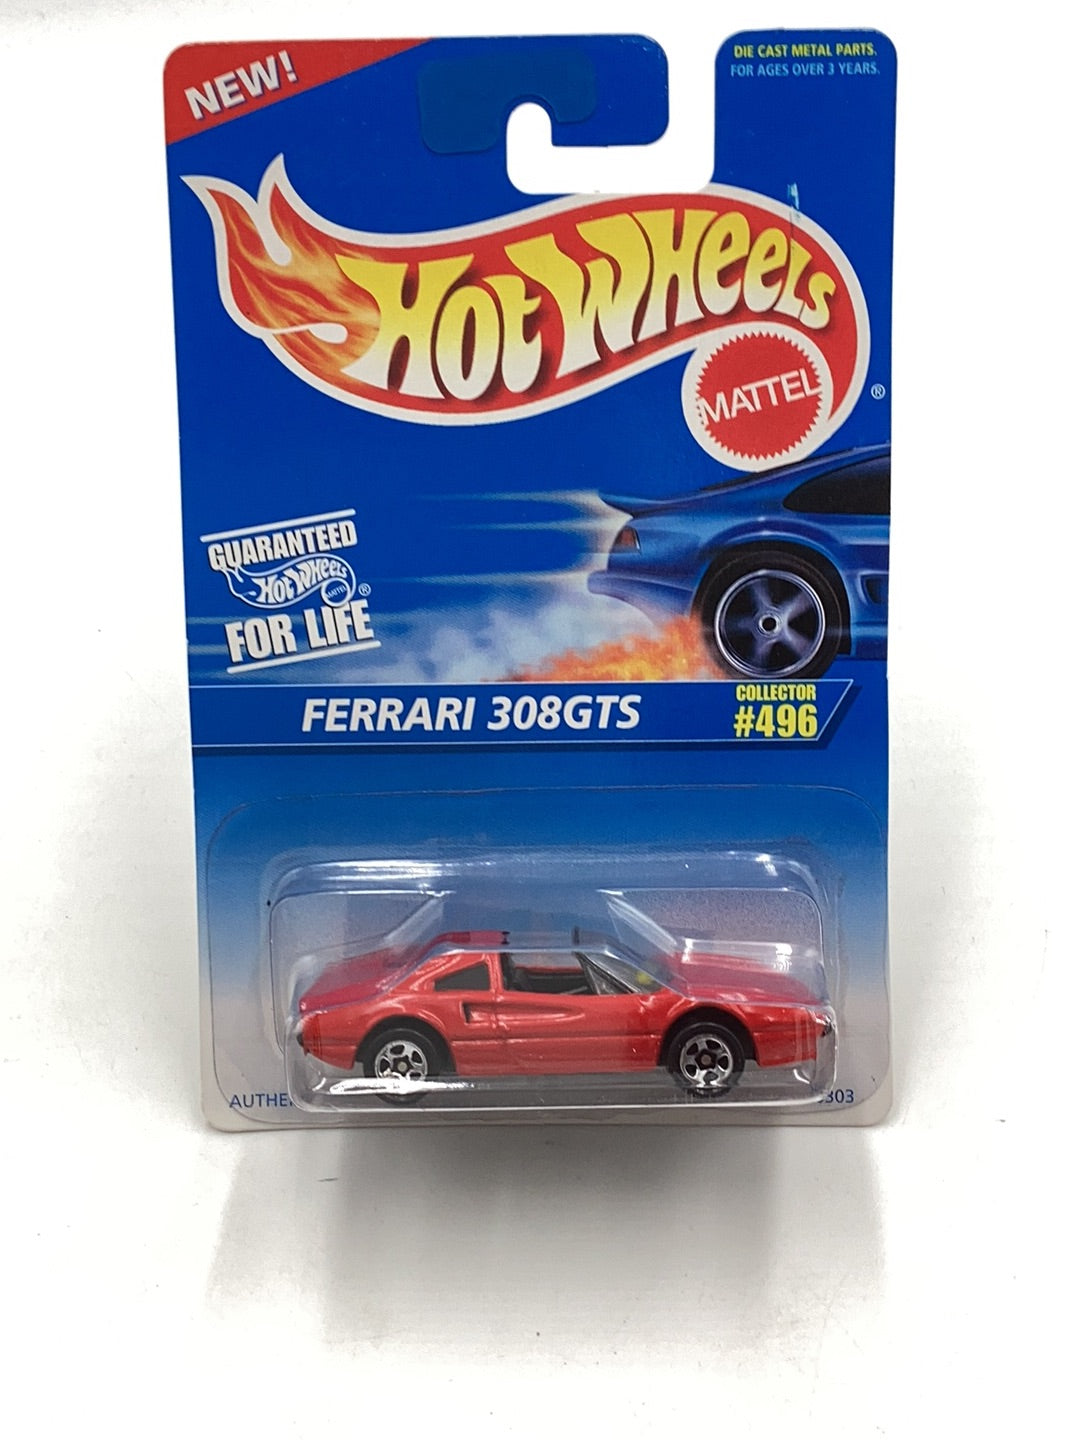 NEW!
DIE CAST METAL PARTS.
FOR AGES OVER 3 YEARS.
HOT WHEELS
MATTEL
®
GUARANTEED
HOT WHEELS
MATTEL
®
FOR LIFE
FERRARI 308GTS
COLLECTOR
#496